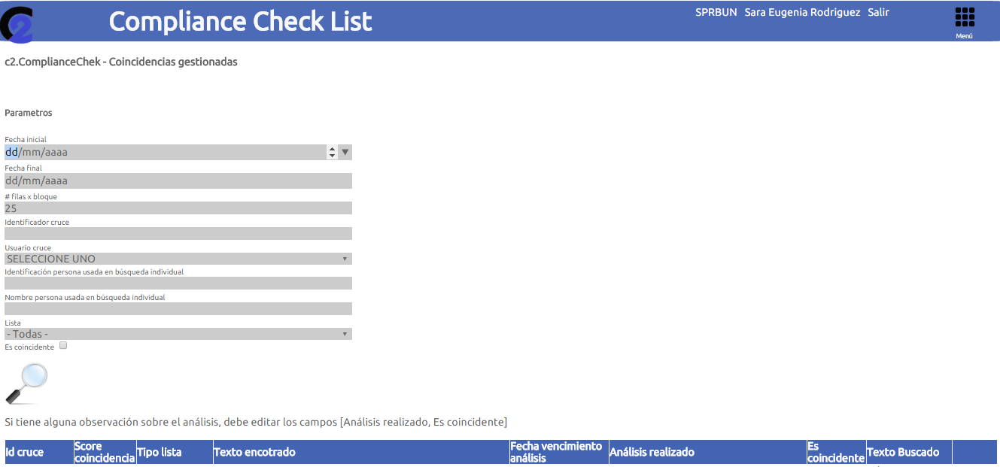 C2
Compliance Check List
SPRBUN Sara Eugenia Rodriguez Salir
Menú
c2.ComplianceChek - Coincidencias gestionadas
Parametros
Fecha inicial
dd/mm/aaaa
Fecha final
dd/mm/aaaa
# filas x bloque
25
Identificador cruce
Usuario cruce
SELECCIONE UNO
Identificación persona usada en búsqueda individual
Nombre persona usada en búsqueda individual
Lista
- Todas -
Es coincidente
Si tiene alguna observación sobre el análisis, debe editar los campos [Análisis realizado, Es coincidente]
Id cruce
Score
coincidencia
Tipo lista
Texto encotrado
Fecha vencimiento
análisis
Análisis realizado
Es
coincidente
Texto Buscado